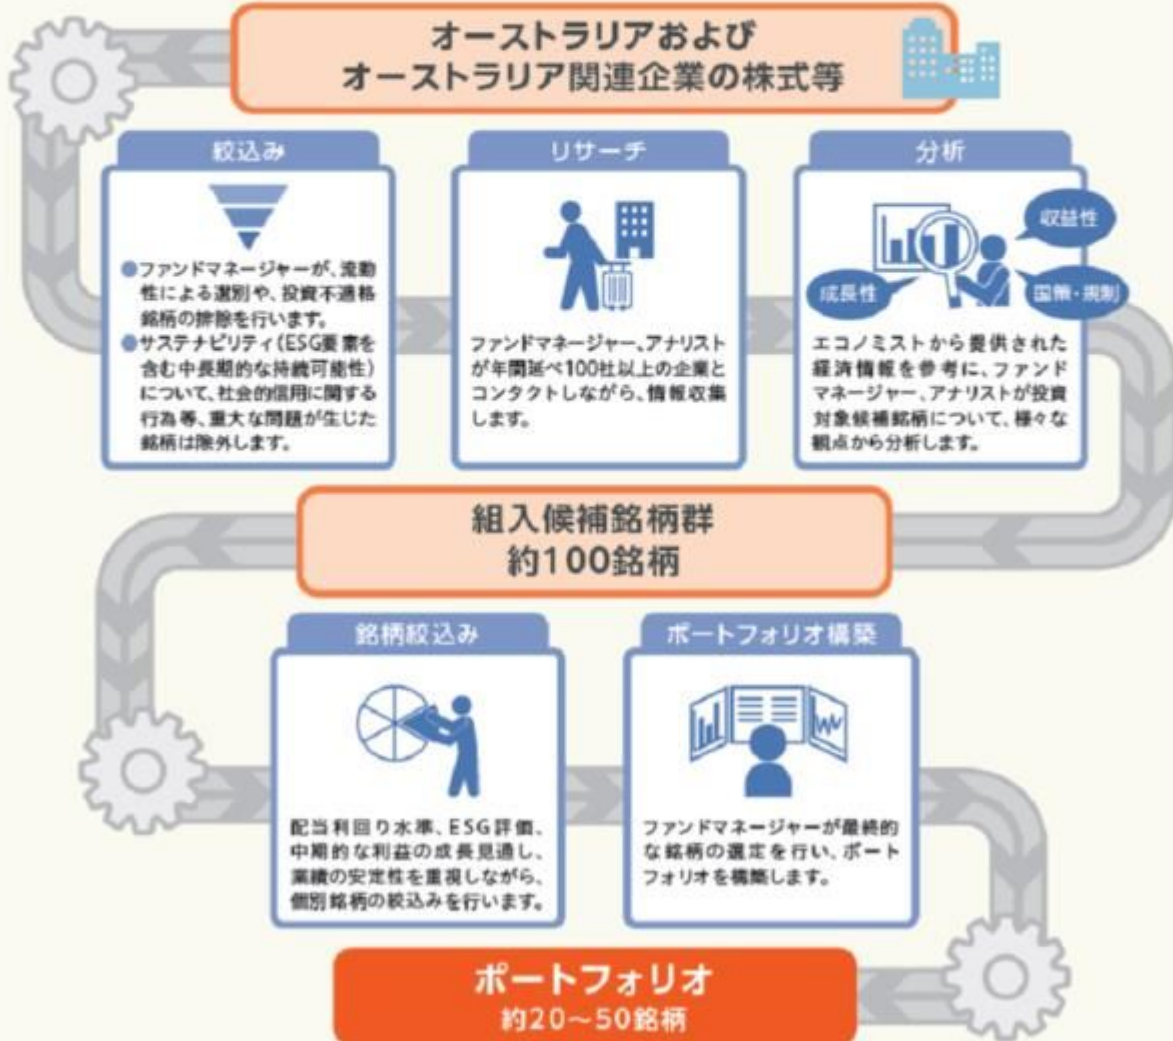 オーストラリアおよび
オーストラリア関連企業の株式等
絞込み
●ファンドマネージャーが、流動
性による選別や、投資不適格
銘柄の排除を行います。
●サステナビリティ(ESG要素を
含む中長期的な持続可能性)
について、社会的信用に関する
行為等、重大な問題が生じた
銘柄は除外します。
リサーチ
ファンドマネージャー、アナリスト
が年間延べ100社以上の企業と
コンタクトしながら、情報収集
します。
分析
収益性
成長性
国策・規制
エコノミストから提供された
経済情報を参考に、ファンド
マネージャー、アナリストが投資
対象候補銘柄について、様々な
観点から分析します。
組入候補銘柄群
約100銘柄
銘柄絞込み
配当利回り水準、ESG評価、
中期的な利益の成長見通し、
業績の安定性を重視しながら、
個別銘柄の絞込みを行います。
ポートフォリオ構築
ファンドマネージャーが最終的
な銘柄の選定を行い、ポート
フォリオを構築します。
ポートフォリオ
約20～50銘柄